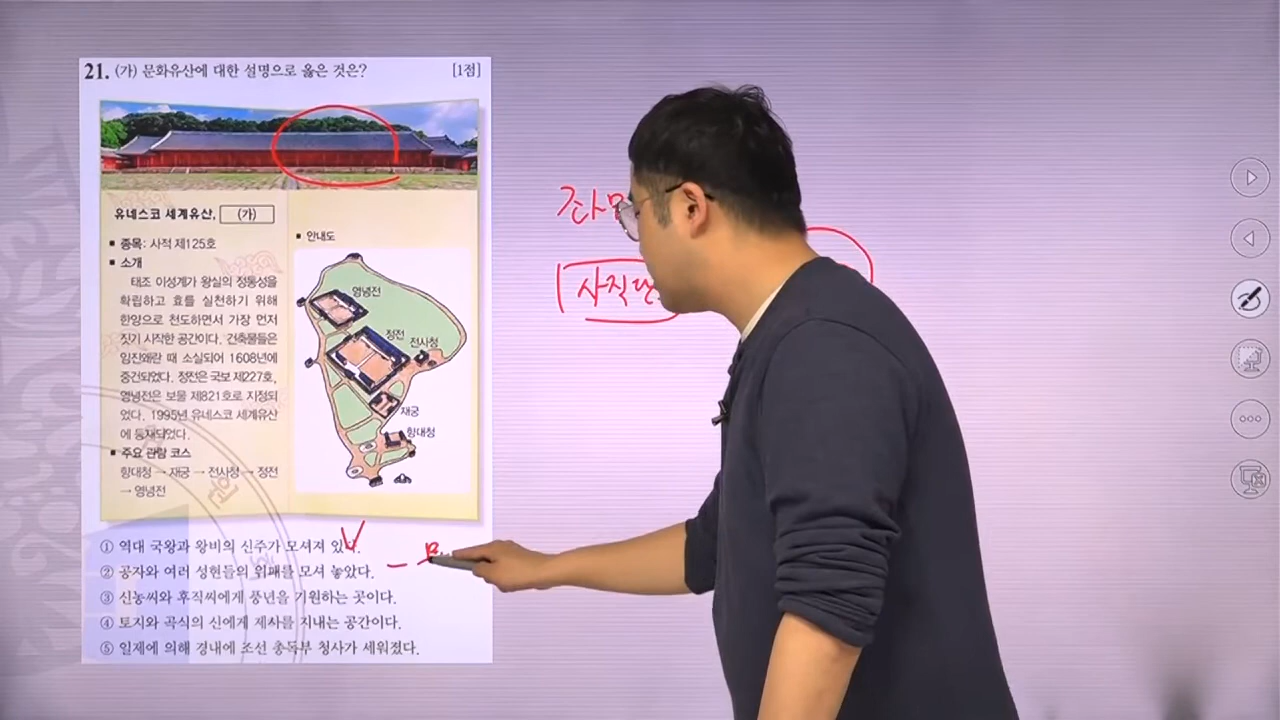 21. (가) 문화유산에 대한 설명으로 옳은 것은? [1점]
유네스코 세계유산, (가)
■ 종목: 사적 제125호
■ 소개
태조 이성계가 왕실의 정통성을
확립하고 효를 실천하기 위해
한양으로 천도하면서 가장 먼저
짓기 시작한 공간이다. 건축물들은
임진왜란 때 소실되어 1608년에
중건되었다. 정전은 국보 제227호,
영녕전은 보물 제821호로 지정되
었다. 1995년 유네스코 세계유산
에 등재되었다.
■ 주요 관람 코스
향대청 → 재궁 → 전사청 → 정전
→ 영녕전
■ 안내도
영녕전
정전
전사청
재궁
향대청
① 역대 국왕과 왕비의 신주가 모셔져 있다.
② 공자와 여러 성현들의 위패를 모셔 놓았다.
③ 신농씨와 후직씨에게 풍년을 기원하는 곳이다.
④ 토지와 곡식의 신에게 제사를 지내는 공간이다.
⑤ 일제에 의해 경내에 조선 총독부 청사가 세워졌다.
사직단